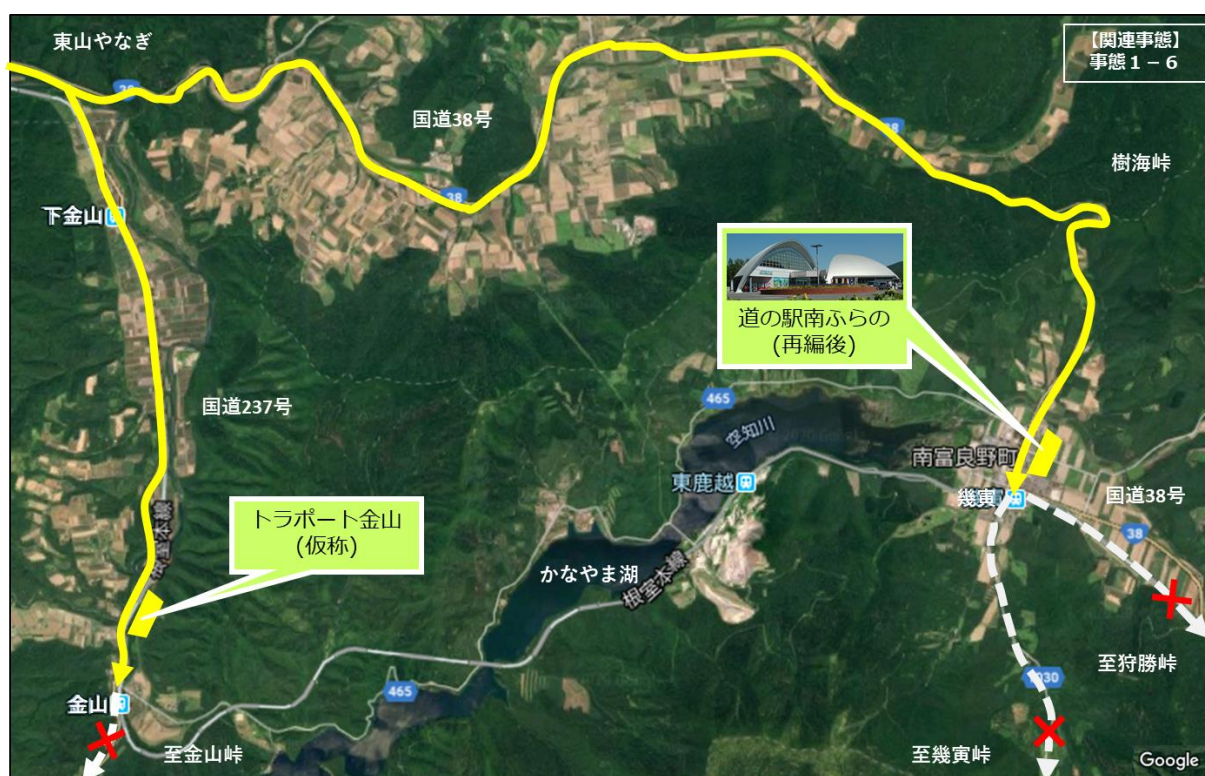 東山やなぎ
【関連事態】
事態1－6
38
国道38号
38
樹海峠
38
下金山
道の駅南ふらの
(再編後)
国道237号
465
空知川
南富良野町
東鹿越
国道38号
幾寅
38
トラポート金山
(仮称)
根室本線
かなやま湖
根室本線
至狩勝峠
1030
465
金山
至金山峠
至幾寅峠
Google